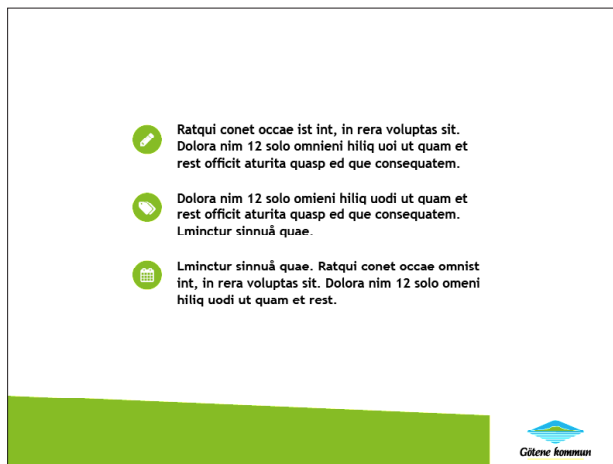 Ratqui conet occae ist int, in rera voluptas sit.
Dolora nim 12 solo omnieni hiliq uoi ut quam et
rest officit aturita quasp ed que consequatem.
Dolora nim 12 solo omieni hiliq uodi ut quam et
rest officit aturita quasp ed que consequatem.
Lminctur sinnuå quae.
Lminctur sinnuå quae. Ratqui conet occae omnist
int, in rera voluptas sit. Dolora nim 12 solo omeni
hiliq uodi ut quam et rest.
Götene kommun